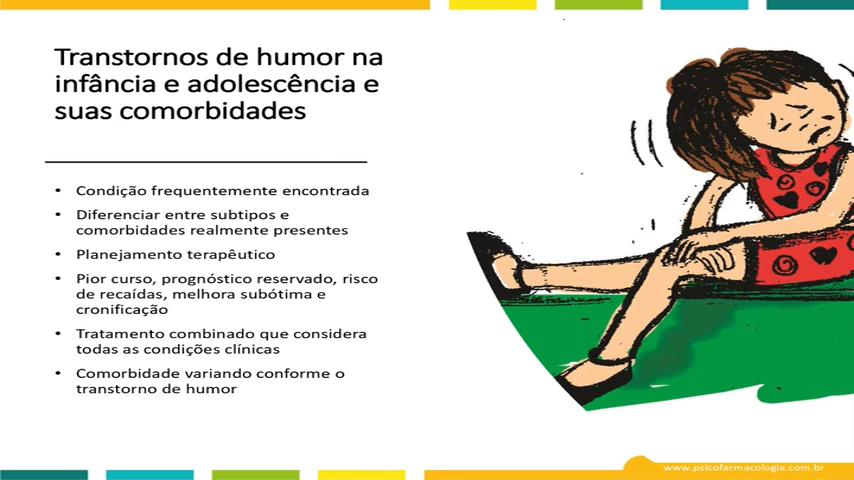 Transtornos de humor na
infância e adolescência e
suas comorbidades
• Condição frequentemente encontrada
• Diferenciar entre subtipos e
comorbidades realmente presentes
• Planejamento terapêutico
• Pior curso, prognóstico reservado, risco
de recaídas, melhora subótima e
cronificação
• Tratamento combinado que considera
todas as condições clínicas
• Comorbidade variando conforme o
transtorno de humor
www.psicofarmacologia.com.br